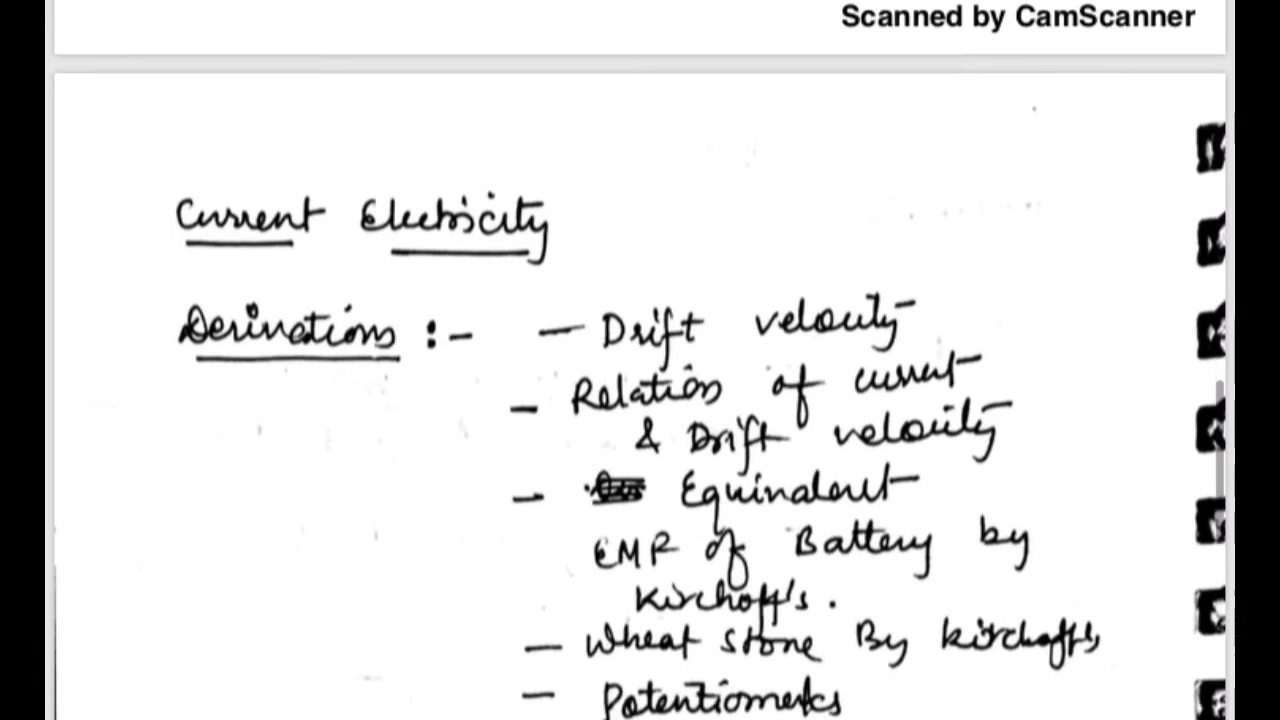 Scanned by CamScanner
Current Electricity
Derivations :- — Drift velocity
- Relation of current
& Drift velocity
- Equivalent
EMF of Battery by
Kirchoff's.
- Wheat stone By kirchoff's
- Potentiometers